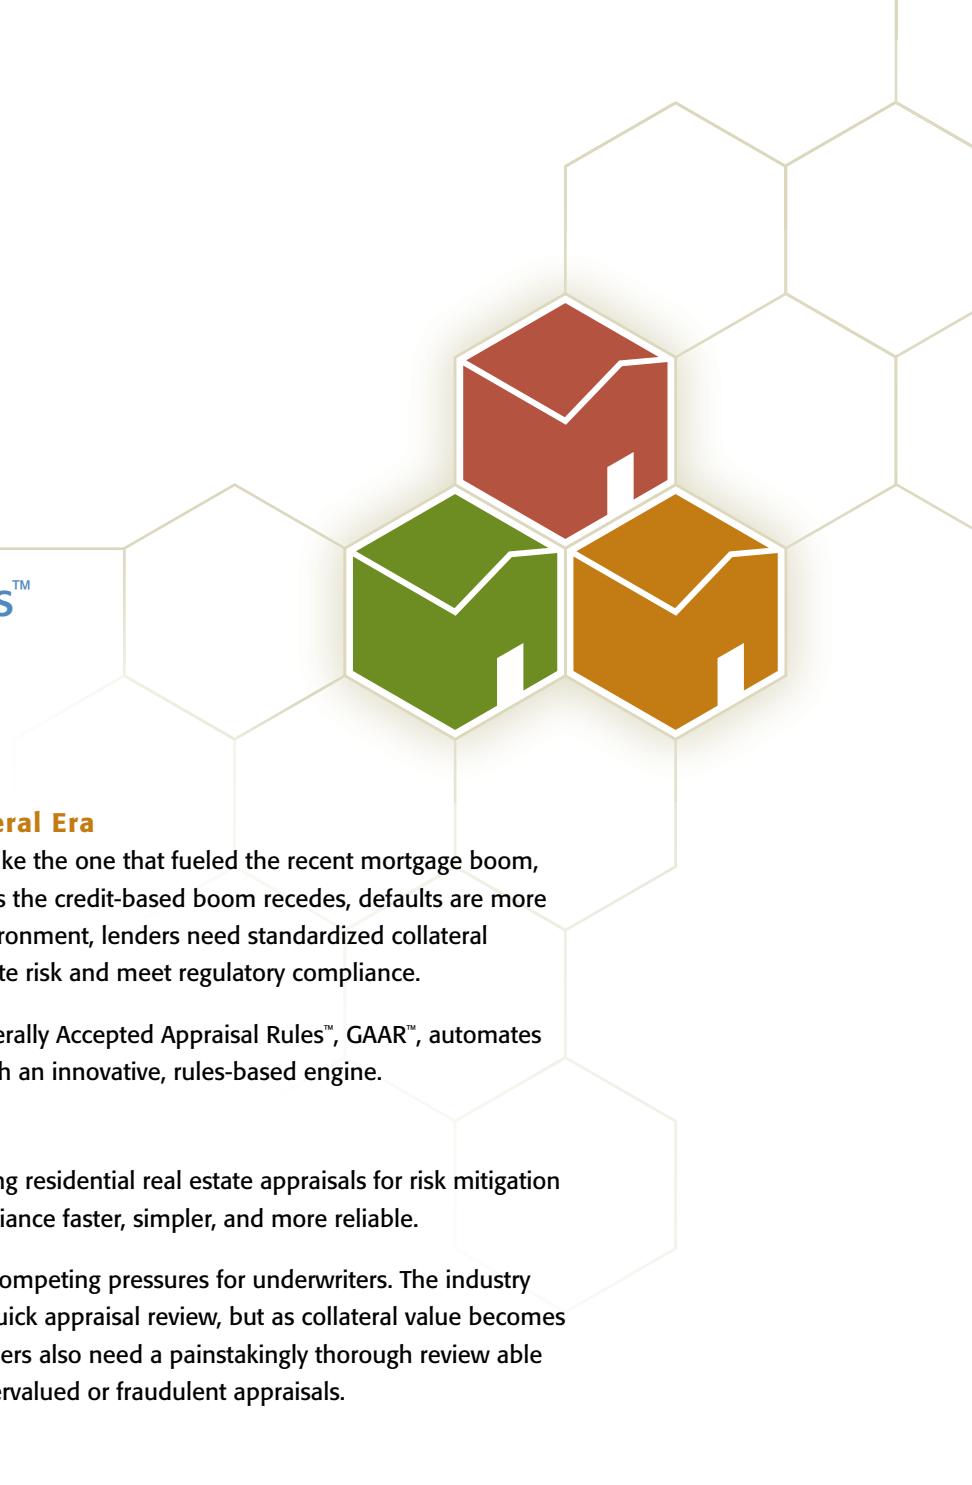 s™
eral Era
ke the one that fueled the recent mortgage boom,
s the credit-based boom recedes, defaults are more
ronment, lenders need standardized collateral
te risk and meet regulatory compliance.
erally Accepted Appraisal Rules™, GAAR™, automates
h an innovative, rules-based engine.
ng residential real estate appraisals for risk mitigation
iance faster, simpler, and more reliable.
ompeting pressures for underwriters. The industry
uick appraisal review, but as collateral value becomes
ers also need a painstakingly thorough review able
ervalued or fraudulent appraisals.